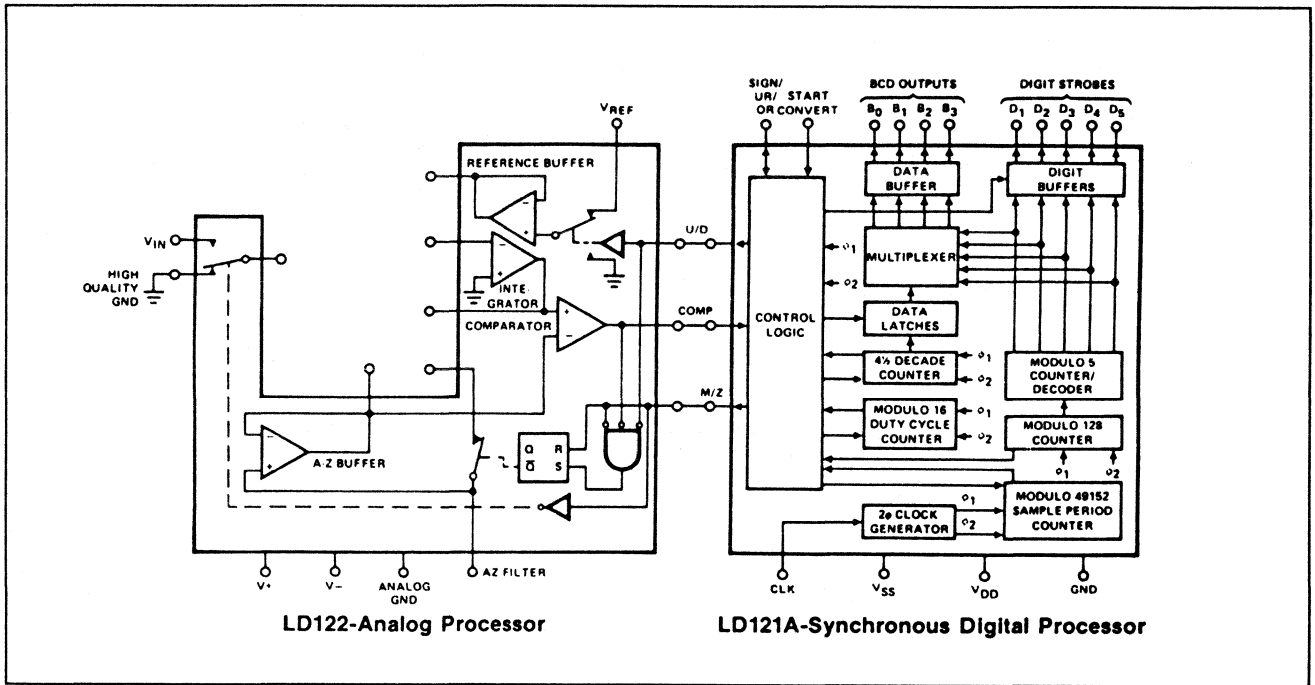 VREF
REFERENCE BUFFER
VIN
HIGH
QUALITY
GND
INTE-
GRATOR
COMPARATOR
A-Z BUFFER
Q R
Q̅ S
V+
V−
ANALOG
GND
AZ FILTER
LD122-Analog Processor
U/D
COMP
M/Z
SIGN/
UR/
OR
START
CONVERT
BCD OUTPUTS
B0 B1 B2 B3
DIGIT STROBES
D1 D2 D3 D4 D5
DATA
BUFFER
DIGIT
BUFFERS
φ1
MULTIPLEXER
φ2
CONTROL
LOGIC
DATA
LATCHES
4½ DECADE
COUNTER
φ1
φ2
MODULO 5
COUNTER/
DECODER
MODULO 16
DUTY CYCLE
COUNTER
φ1
φ2
MODULO 128
COUNTER
φ1
φ2
2φ CLOCK
GENERATOR
φ1
φ2
MODULO 49152
SAMPLE PERIOD
COUNTER
CLK
VSS
VDD
GND
LD121A-Synchronous Digital Processor
+
−
+
−
+
−
+
−